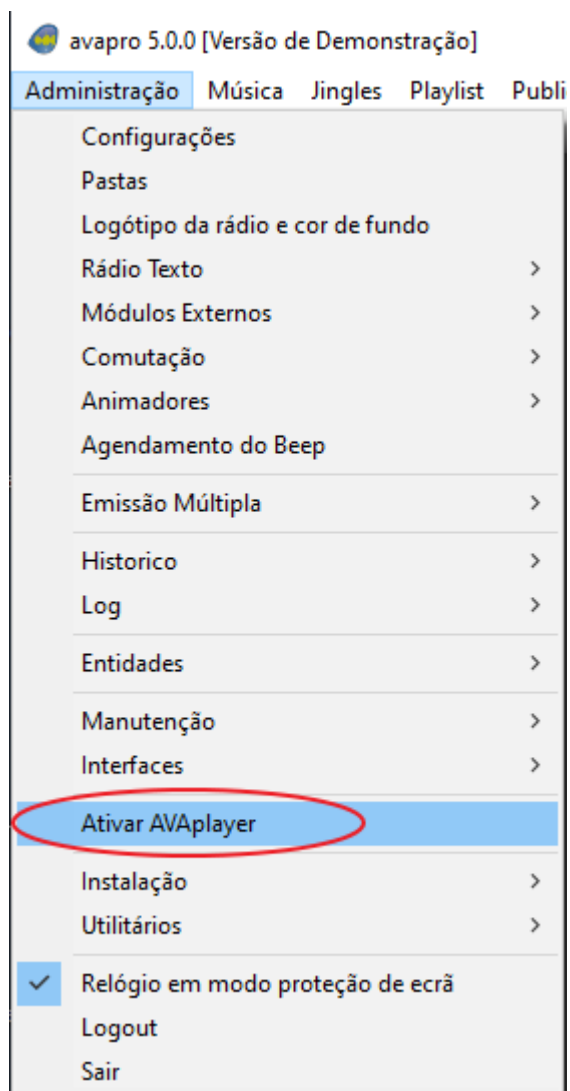 avapro 5.0.0 [Versão de Demonstração]
Administração Música Jingles Playlist Publi
Configurações
Pastas
Logótipo da rádio e cor de fundo
Rádio Texto
Módulos Externos
Comutação
Animadores
Agendamento do Beep
Emissão Múltipla
Historico
Log
Entidades
Manutenção
Interfaces
Ativar AVAplayer
Instalação
Utilitários
Relógio em modo proteção de ecrã
Logout
Sair